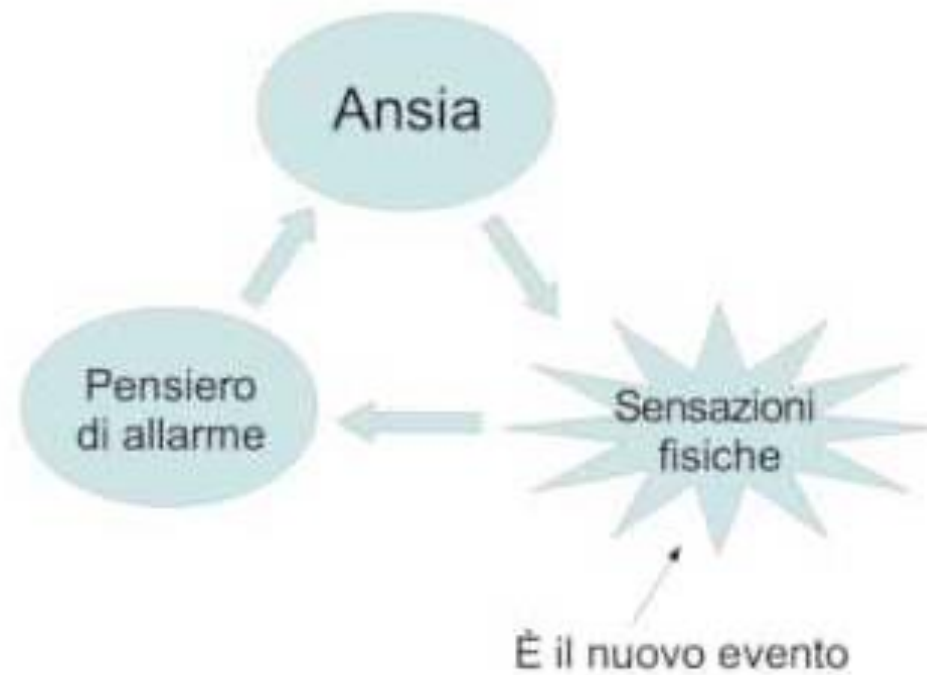 Ansia
Pensiero
di allarme
Sensazioni
fisiche
È il nuovo evento